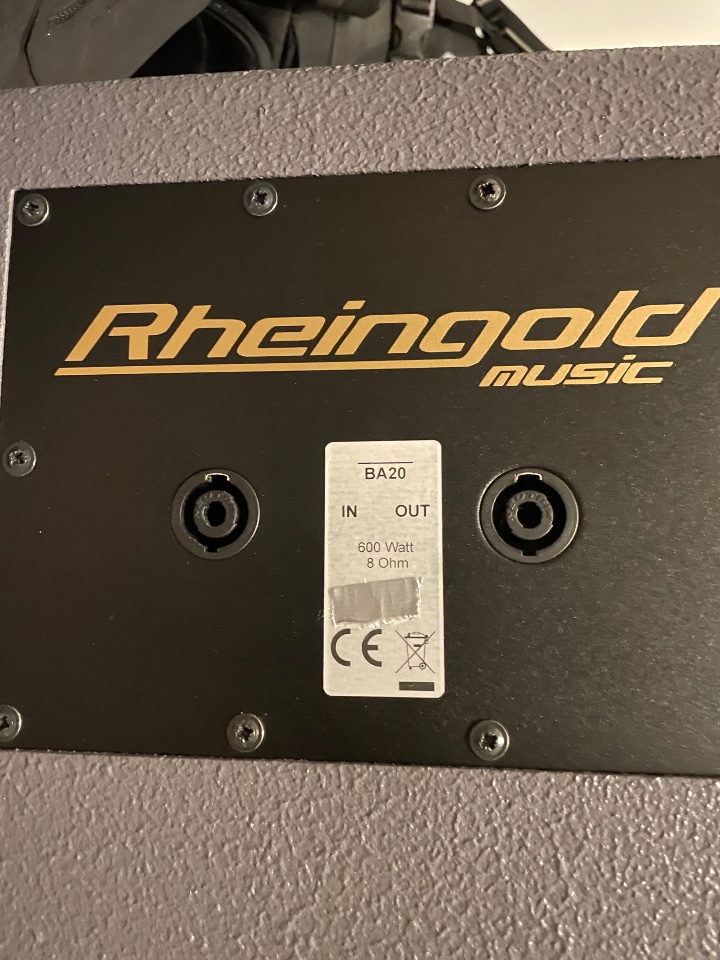 Rheingold
music
BA20
IN OUT
600 Watt
8 Ohm
CE